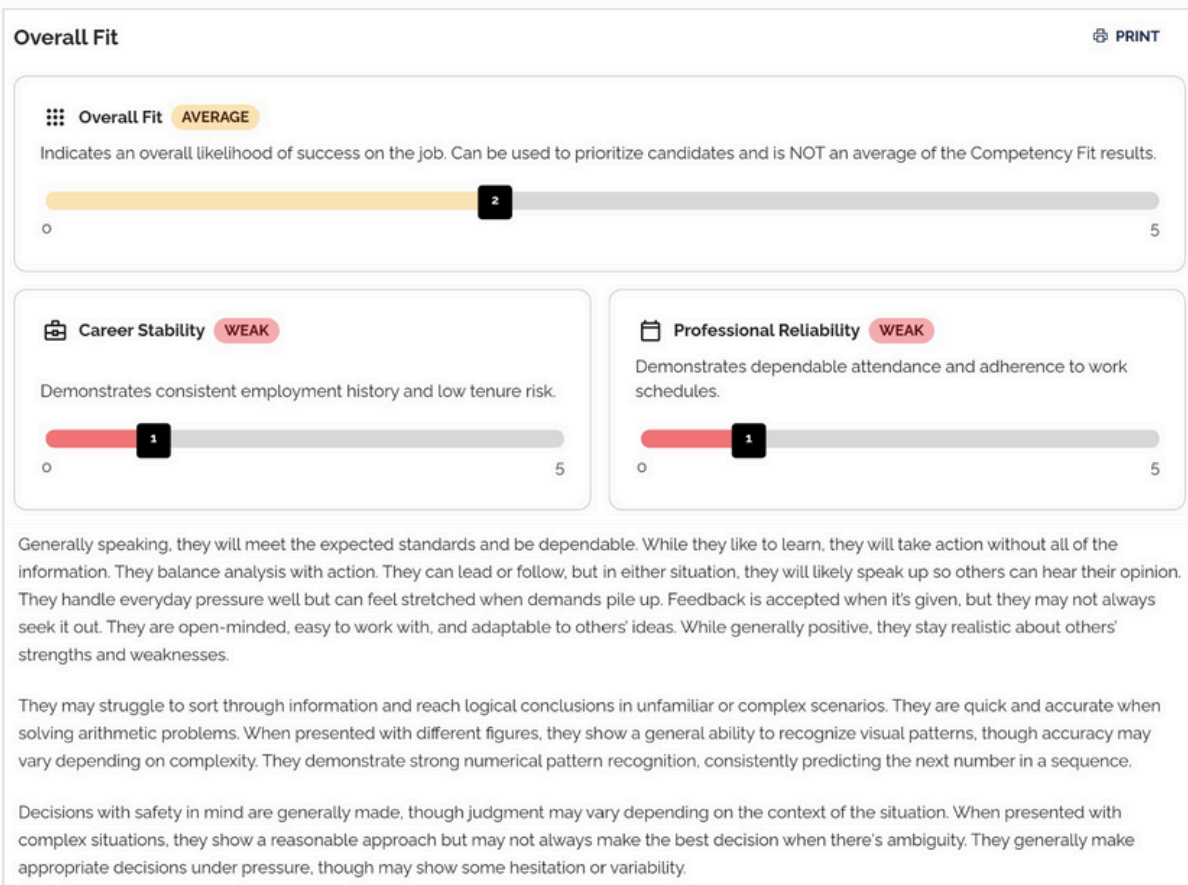 Overall Fit
PRINT
Overall Fit AVERAGE
Indicates an overall likelihood of success on the job. Can be used to prioritize candidates and is NOT an average of the Competency Fit results.
2
0 5
Career Stability WEAK
Demonstrates consistent employment history and low tenure risk.
1
0 5
Professional Reliability WEAK
Demonstrates dependable attendance and adherence to work
schedules.
1
0 5
Generally speaking, they will meet the expected standards and be dependable. While they like to learn, they will take action without all of the
information. They balance analysis with action. They can lead or follow, but in either situation, they will likely speak up so others can hear their opinion.
They handle everyday pressure well but can feel stretched when demands pile up. Feedback is accepted when it's given, but they may not always
seek it out. They are open-minded, easy to work with, and adaptable to others' ideas. While generally positive, they stay realistic about others'
strengths and weaknesses.
They may struggle to sort through information and reach logical conclusions in unfamiliar or complex scenarios. They are quick and accurate when
solving arithmetic problems. When presented with different figures, they show a general ability to recognize visual patterns, though accuracy may
vary depending on complexity. They demonstrate strong numerical pattern recognition, consistently predicting the next number in a sequence.
Decisions with safety in mind are generally made, though judgment may vary depending on the context of the situation. When presented with
complex situations, they show a reasonable approach but may not always make the best decision when there's ambiguity. They generally make
appropriate decisions under pressure, though may show some hesitation or variability.